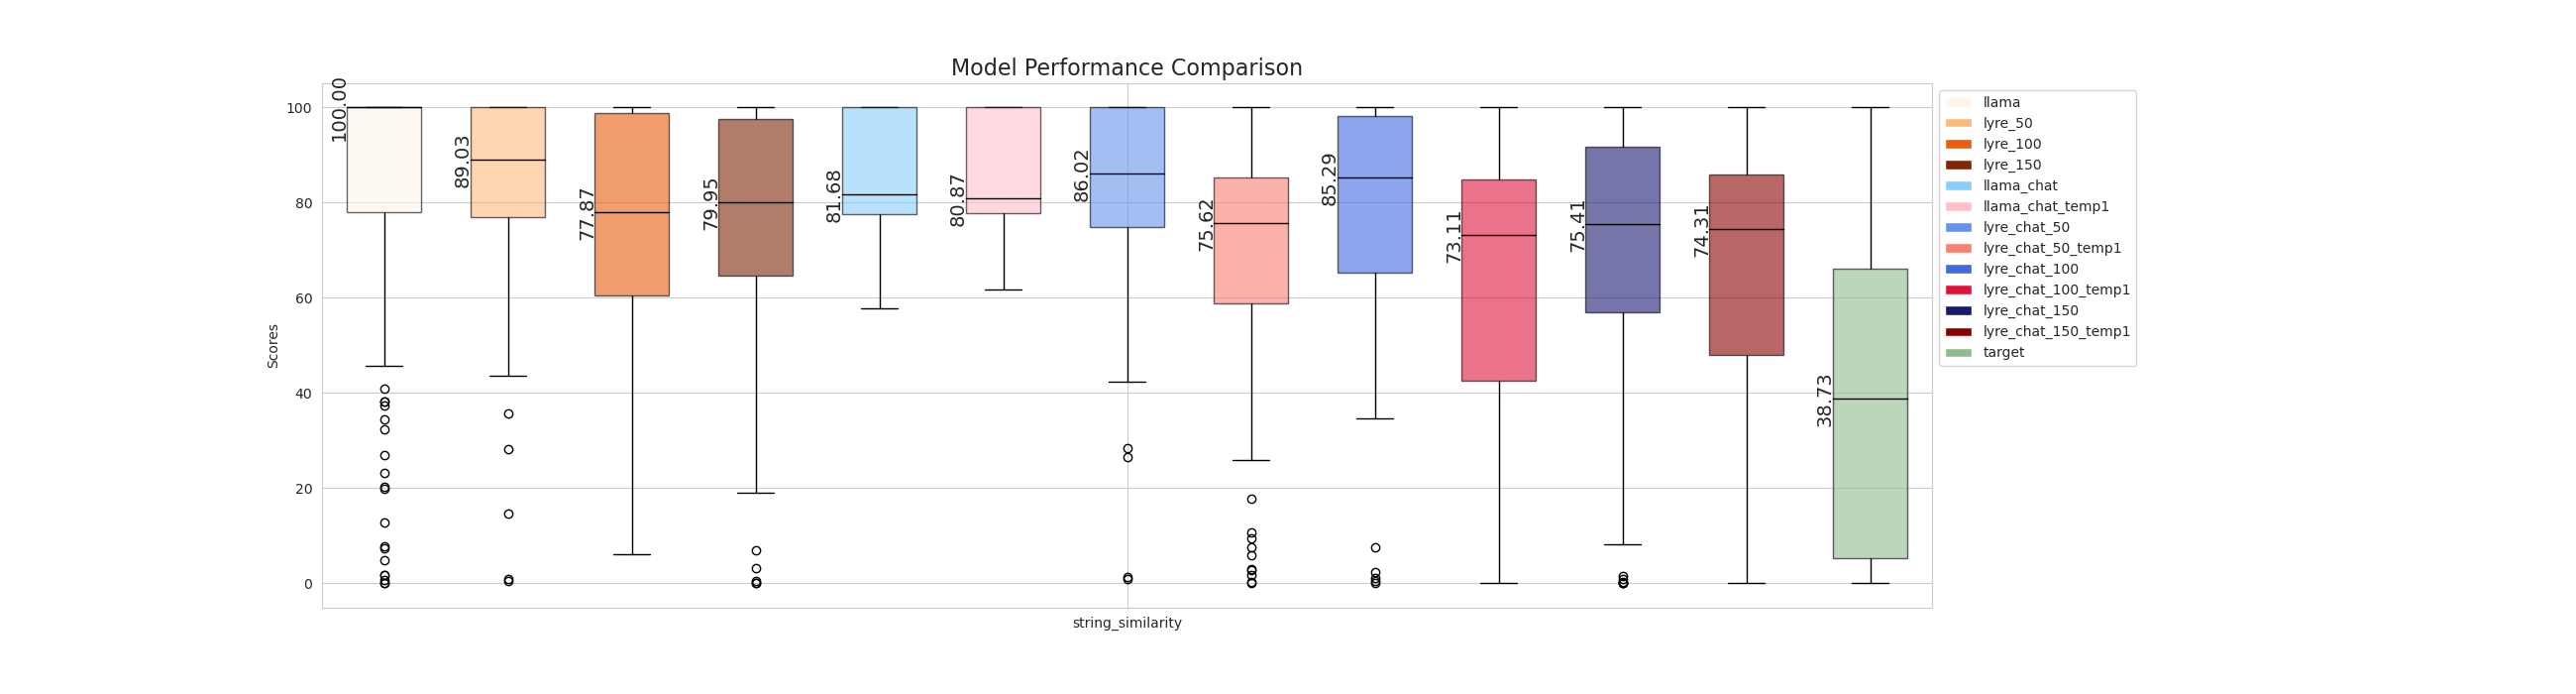 Model Performance Comparison
Scores
100
80
60
40
20
0
100.00
89.03
77.87
79.95
81.68
80.87
86.02
75.62
85.29
73.11
75.41
74.31
38.73
string_similarity
llama
lyre_50
lyre_100
lyre_150
llama_chat
llama_chat_temp1
lyre_chat_50
lyre_chat_50_temp1
lyre_chat_100
lyre_chat_100_temp1
lyre_chat_150
lyre_chat_150_temp1
target